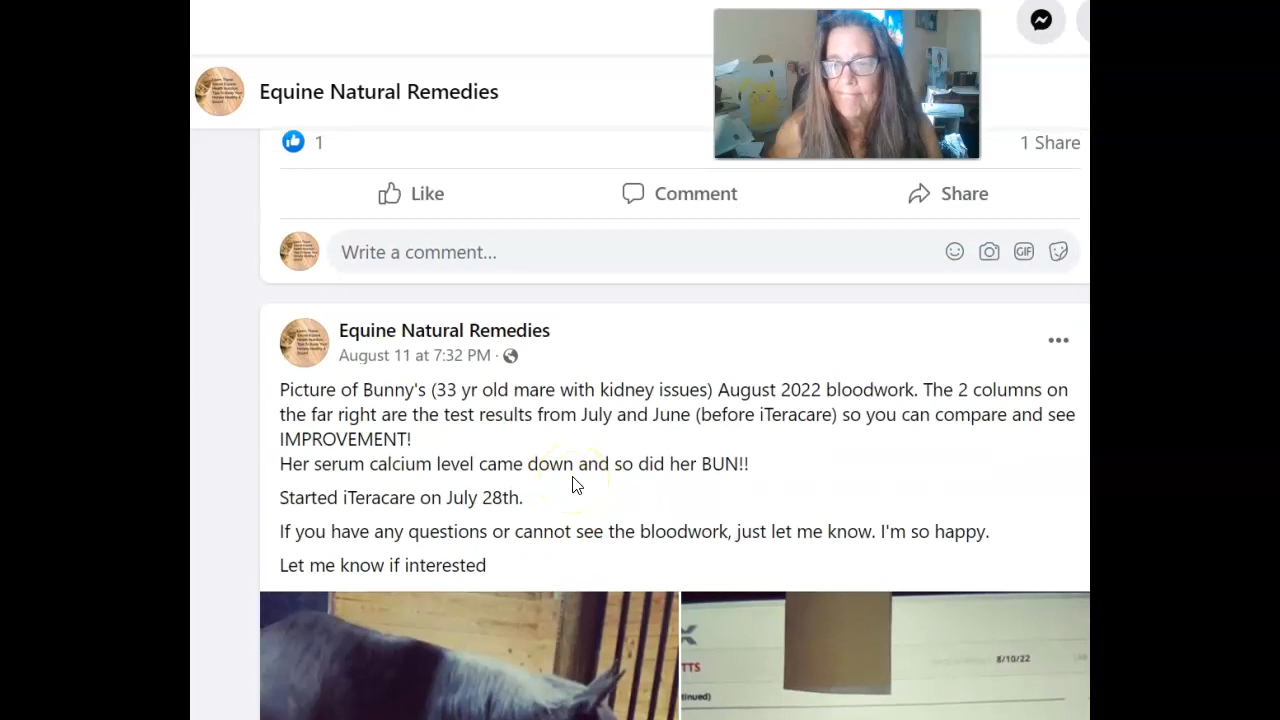 Equine Natural Remedies
1
1 Share
Like
Comment
Share
Write a comment...
GIF
Equine Natural Remedies
August 11 at 7:32 PM ·
Picture of Bunny's (33 yr old mare with kidney issues) August 2022 bloodwork. The 2 columns on
the far right are the test results from July and June (before iTeracare) so you can compare and see
IMPROVEMENT!
Her serum calcium level came down and so did her BUN!!
Started iTeracare on July 28th.
If you have any questions or cannot see the bloodwork, just let me know. I'm so happy.
Let me know if interested
8/10/22